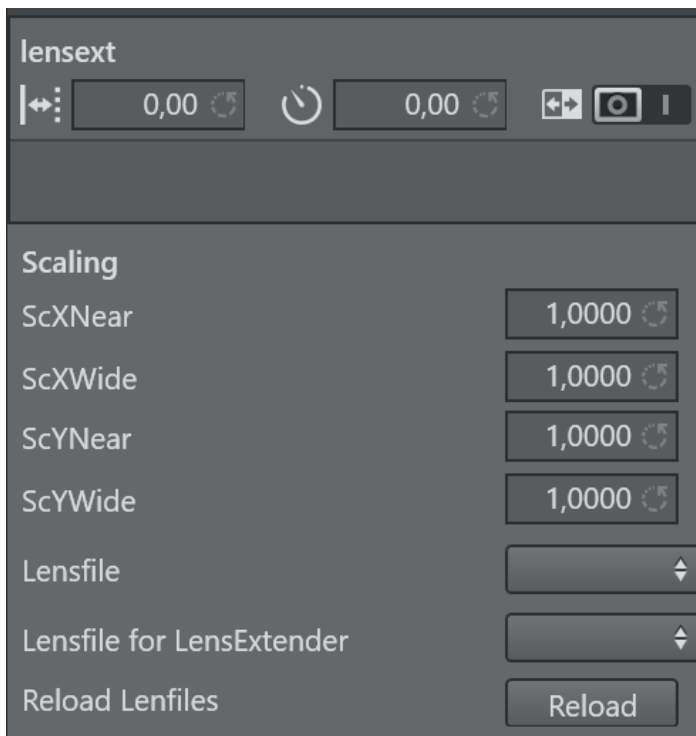 lensext
0,00 0,00 O I
Scaling
ScXNear 1,0000
ScXWide 1,0000
ScYNear 1,0000
ScYWide 1,0000
Lensfile
Lensfile for LensExtender
Reload Lenfiles Reload